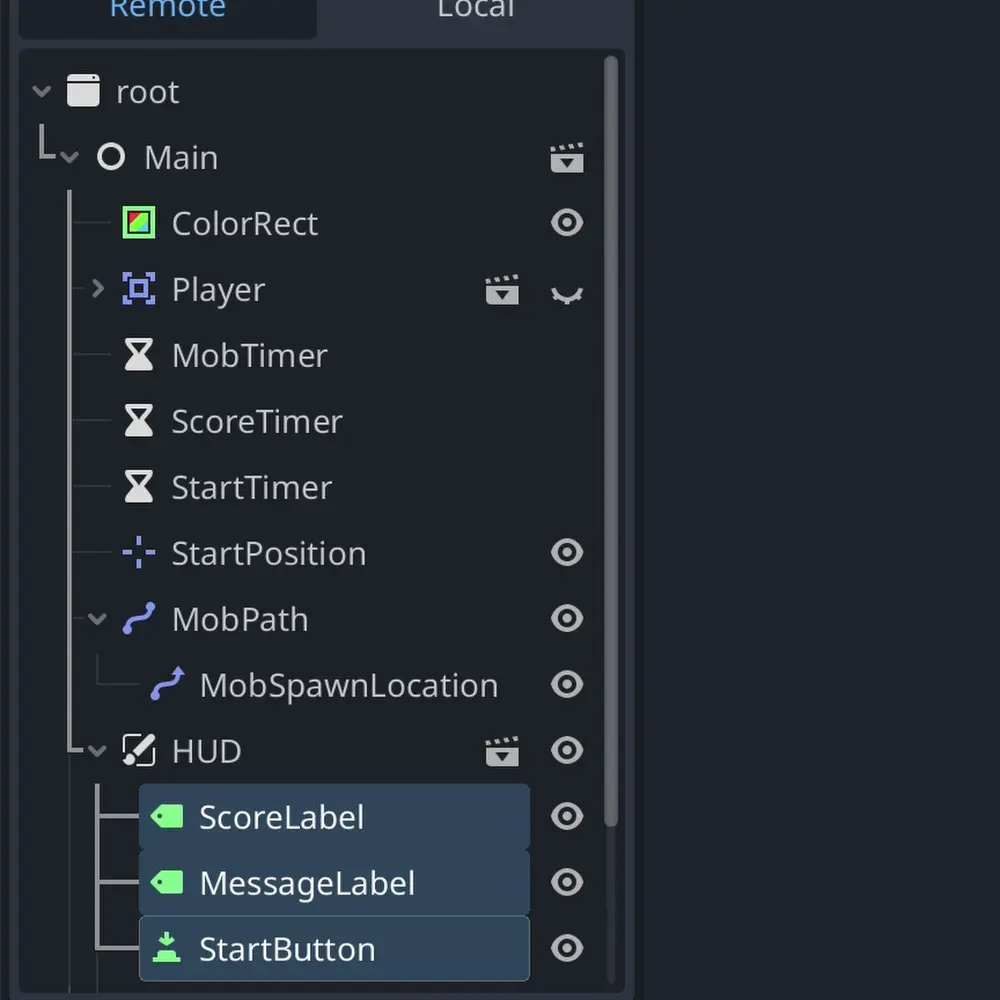 Remote Local
root
Main
ColorRect
Player
MobTimer
ScoreTimer
StartTimer
StartPosition
MobPath
MobSpawnLocation
HUD
ScoreLabel
MessageLabel
StartButton